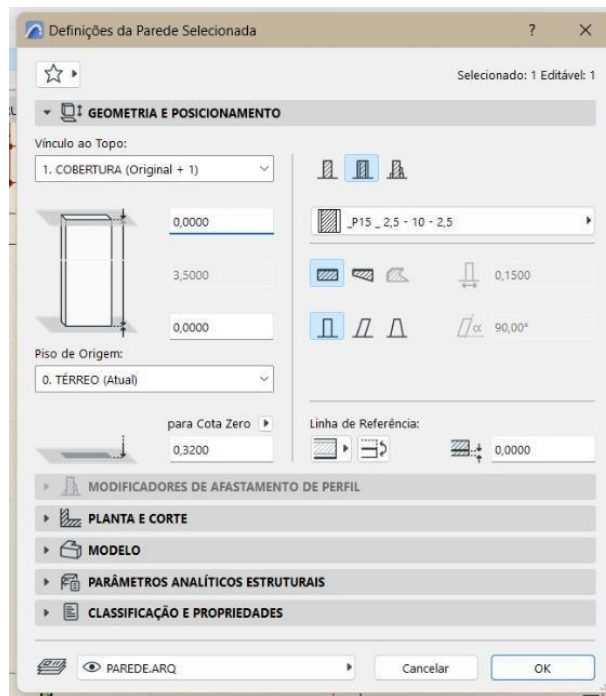 Definições da Parede Selecionada
?
Selecionado: 1 Editável: 1
GEOMETRIA E POSICIONAMENTO
Vínculo ao Topo:
1. COBERTURA (Original + 1)
0,0000
_P15 _ 2,5 - 10 - 2,5
3,5000
0,1500
0,0000
α 90,00°
Piso de Origem:
0. TÉRREO (Atual)
para Cota Zero
Linha de Referência:
0,3200
0,0000
MODIFICADORES DE AFASTAMENTO DE PERFIL
PLANTA E CORTE
MODELO
PARÂMETROS ANALÍTICOS ESTRUTURAIS
CLASSIFICAÇÃO E PROPRIEDADES
PAREDE.ARQ
Cancelar
OK